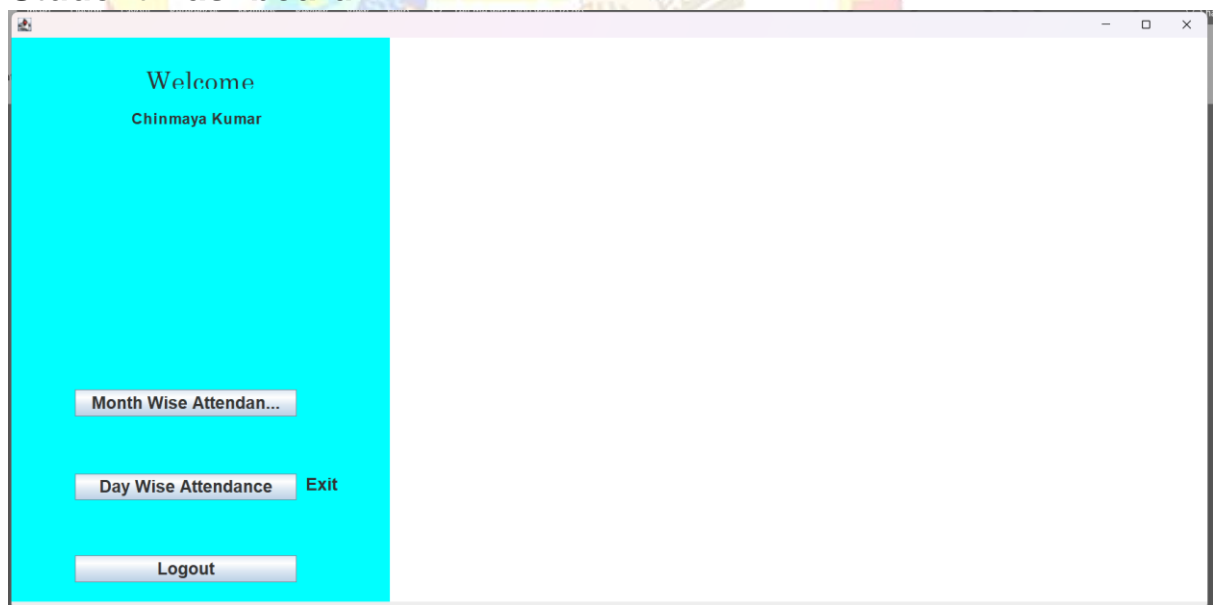 Welcome
Chinmaya Kumar
Month Wise Attendan...
Day Wise Attendance Exit
Logout